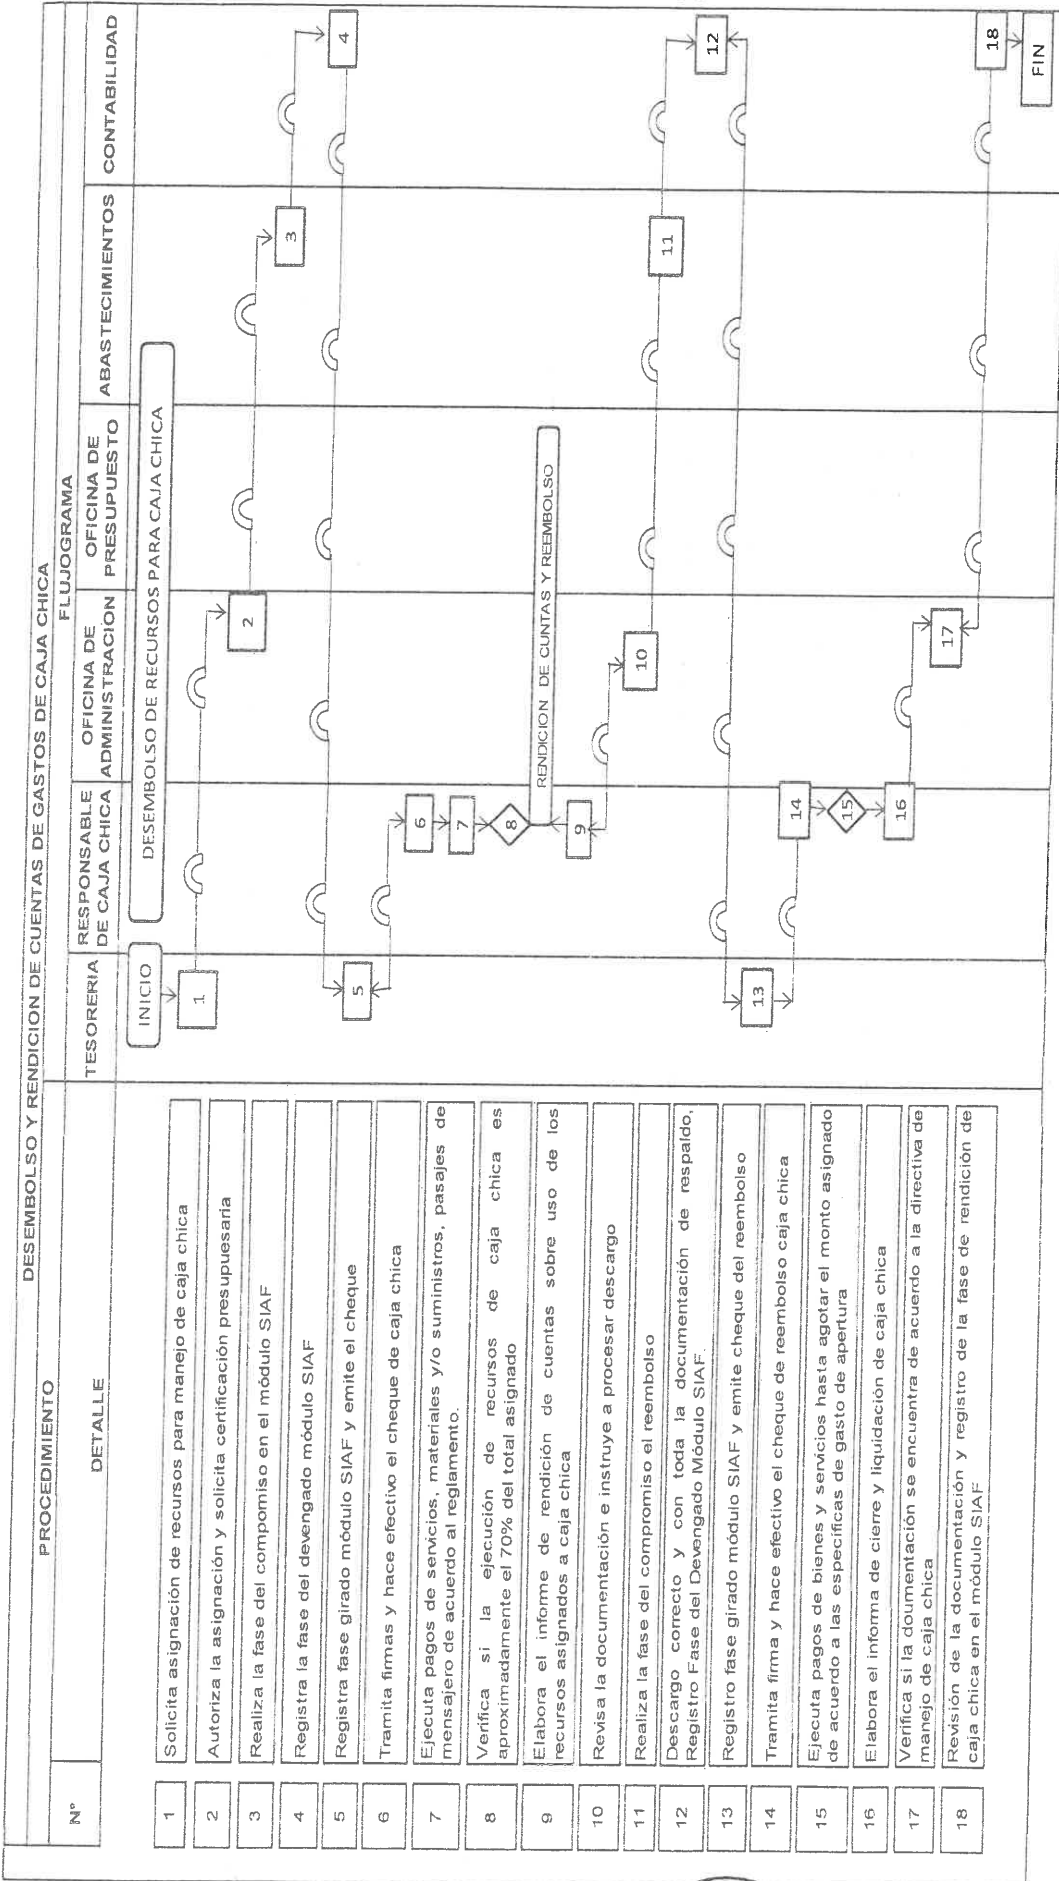 DESEMBOLSO Y RENDICION DE CUENTAS DE GASTOS DE CAJA CHICA
PROCEDIMIENTO
FLUJOGRAMA
N°
DETALLE
TESORERIA
RESPONSABLE
DE CAJA CHICA
OFICINA DE
ADMINISTRACIÓN
OFICINA DE
PRESUPUESTO
ABASTECIMIENTOS
CONTABILIDAD
1
Solicita asignación de recursos para manejo de caja chica
2
Autoriza la asignación y solicita certificación presupuesaria
3
Realiza la fase del compomiso en el módulo SIAF
4
Registra la fase del devengado módulo SIAF
5
Registra fase girado módulo SIAF y emite el cheque
6
Tramita firmas y hace efectivo el cheque de caja chica
7
Ejecuta pagos de servicios, materiales y/o suministros, pasajes de
mensajero de acuerdo al reglamento.
8
Verifica si la ejecución de recursos de caja chica es
aproximadamente el 70% del total asignado
9
Elabora el informe de rendición de cuentas sobre uso de los
recursos asignados a caja chica
10
Revisa la documentación e instruye a procesar descargo
11
Realiza la fase del compromiso el reembolso
12
Descargo correcto y con toda la documentación de respaldo,
Registro Fase del Devengado Módulo SIAF.
13
Registro fase girado módulo SIAF y emite cheque del reembolso
14
Tramita firma y hace efectivo el cheque de reembolso caja chica
15
Ejecuta pagos de bienes y servicios hasta agotar el monto asignado
de acuerdo a las específicas de gasto de apertura
16
Elabora el informa de cierre y liquidación de caja chica
17
Verifica si la doumentación se encuentra de acuerdo a la directiva de
manejo de caja chica
18
Revisión de la documentación y registro de la fase de rendición de
caja chica en el módulo SIAF
INICIO
DESEMBOLSO DE RECURSOS PARA CAJA CHICA
1
2
3
4
5
6
7
8
RENDICION DE CUNTAS Y REEMBOLSO
9
10
11
12
13
14
15
16
17
18
FIN